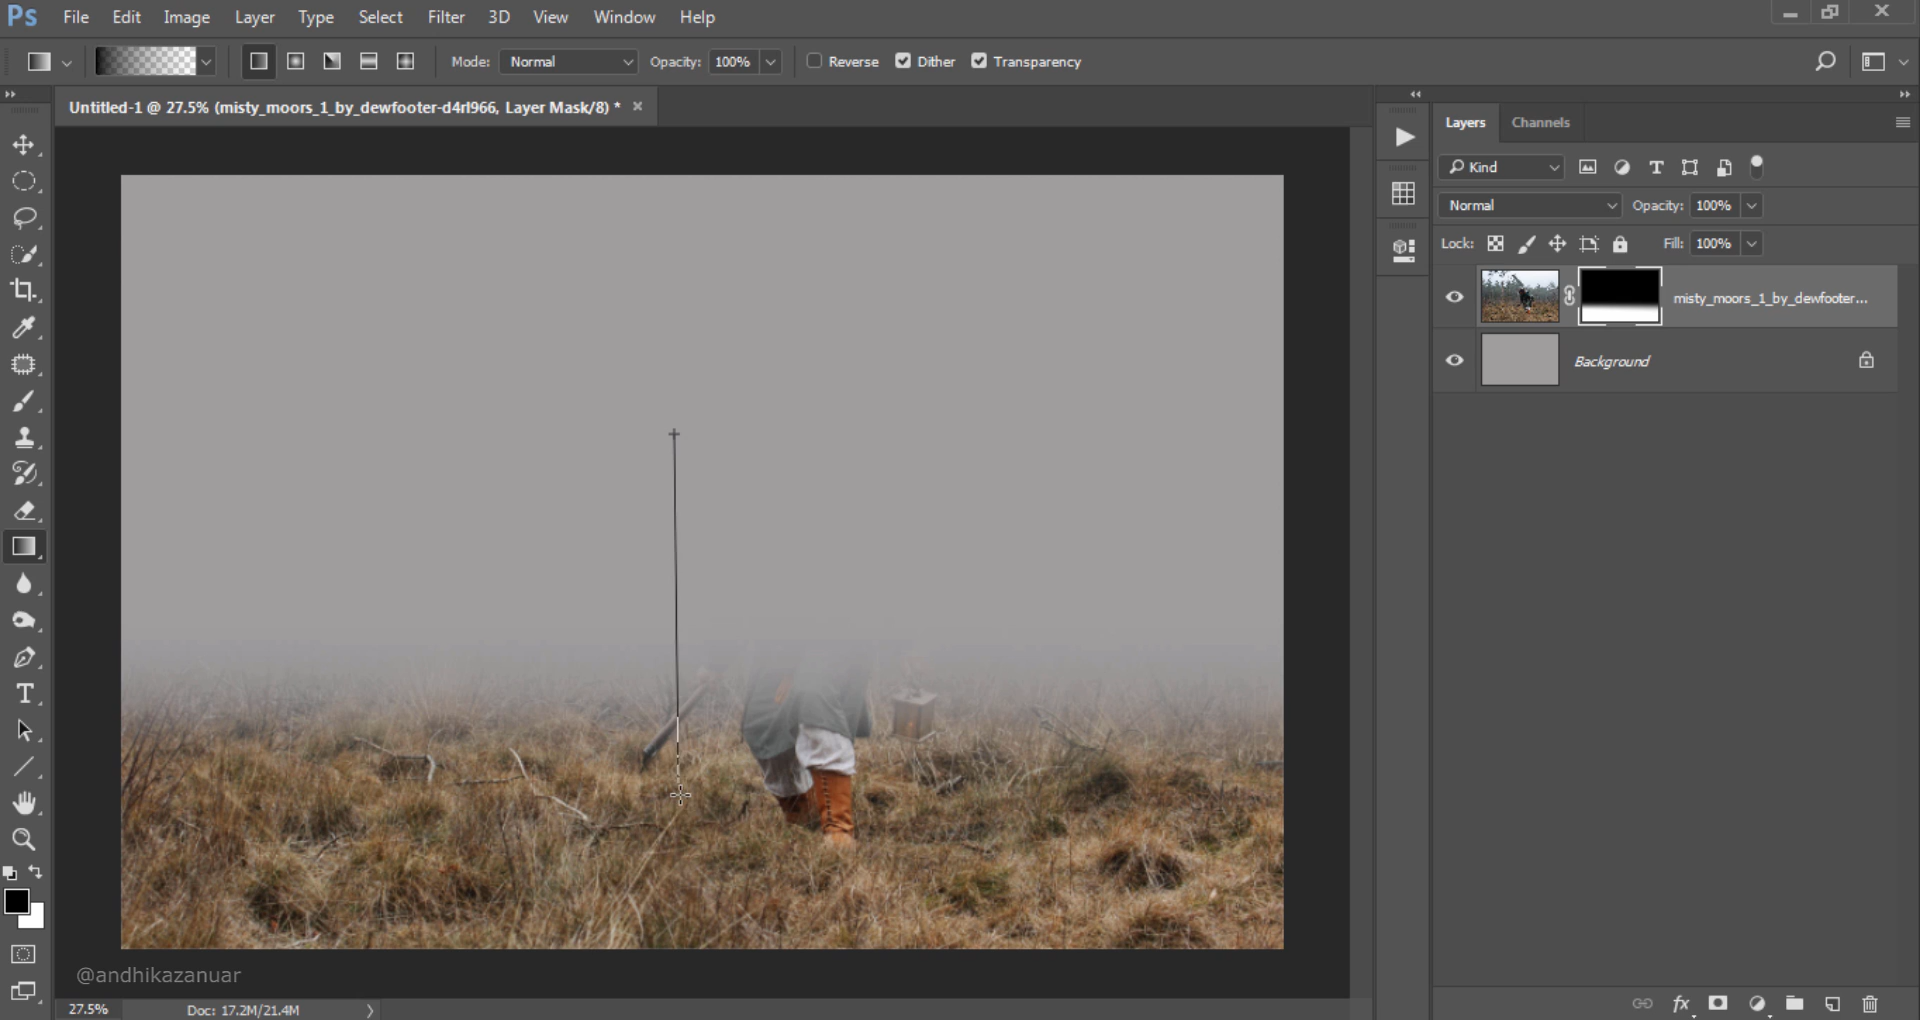 Ps File Edit Image Layer Type Select Filter 3D View Window Help
Mode: Normal Opacity: 100% Reverse Dither Transparency
Untitled-1 @ 27.5% (misty_moors_1_by_dewfooter-d4rl966, Layer Mask/8) *
Layers Channels
Kind
Normal Opacity: 100%
Lock: Fill: 100%
misty_moors_1_by_dewfooter...
Background
@andhikazanuar
27.5% Doc: 17.2M/21.4M
fx